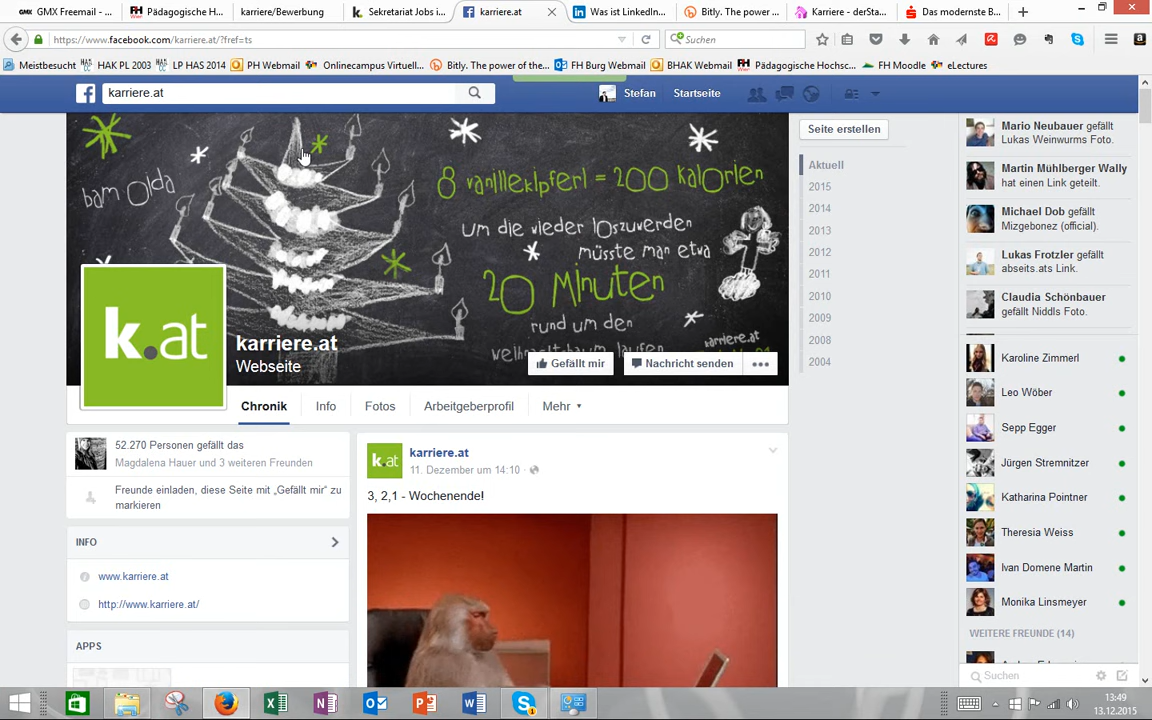 GMX Freemail - ...
Pädagogische H...
karriere/Bewerbung
Sekretariat Jobs i...
karriere.at
Was ist LinkedIn...
Bitly. The power ...
Karriere - derSta...
Das modernste B...
https://www.facebook.com/karriere.at/?fref=ts
Suchen
Meistbesucht
HAK PL 2003
LP HAS 2014
PH Webmail
Onlinecampus Virtuell...
Bitly. The power of the...
FH Burg Webmail
BHAK Webmail
Pädagogische Hochsc...
FH Moodle
eLectures
karriere.at
Stefan
Startseite
bam Olda
8 vanillekipferl = 200 kalorien
um die wieder loszuwerden
müsste man etwa
20 Minuten
rund um den
weihnachtsbaum laufen
karriere.at
k.at
karriere.at
Webseite
Gefällt mir
Nachricht senden
Chronik
Info
Fotos
Arbeitgeberprofil
Mehr
Seite erstellen
Aktuell
2015
2014
2013
2012
2011
2010
2009
2008
2004
52.270 Personen gefällt das
Magdalena Hauer und 3 weiteren Freunden
Freunde einladen, diese Seite mit „Gefällt mir“ zu
markieren
INFO
www.karriere.at
http://www.karriere.at/
APPS
k.at
karriere.at
11. Dezember um 14:10
3, 2,1 - Wochenende!
Mario Neubauer gefällt
Lukas Wernwurms Foto.
Martin Mühlberger Wally
hat einen Link geteilt.
Michael Dob gefällt
Mizgebonez (official).
Lukas Frotzler gefällt
abseits.ats Link.
Claudia Schönbauer
gefällt Niddls Foto.
Karoline Zimmerl
Leo Wöber
Sepp Egger
Jürgen Stremnitzer
Katharina Pointner
Theresia Weiss
Ivan Domene Martin
Monika Linsmeyer
WEITERE FREUNDE (14)
Suchen
13:49
13.12.2015